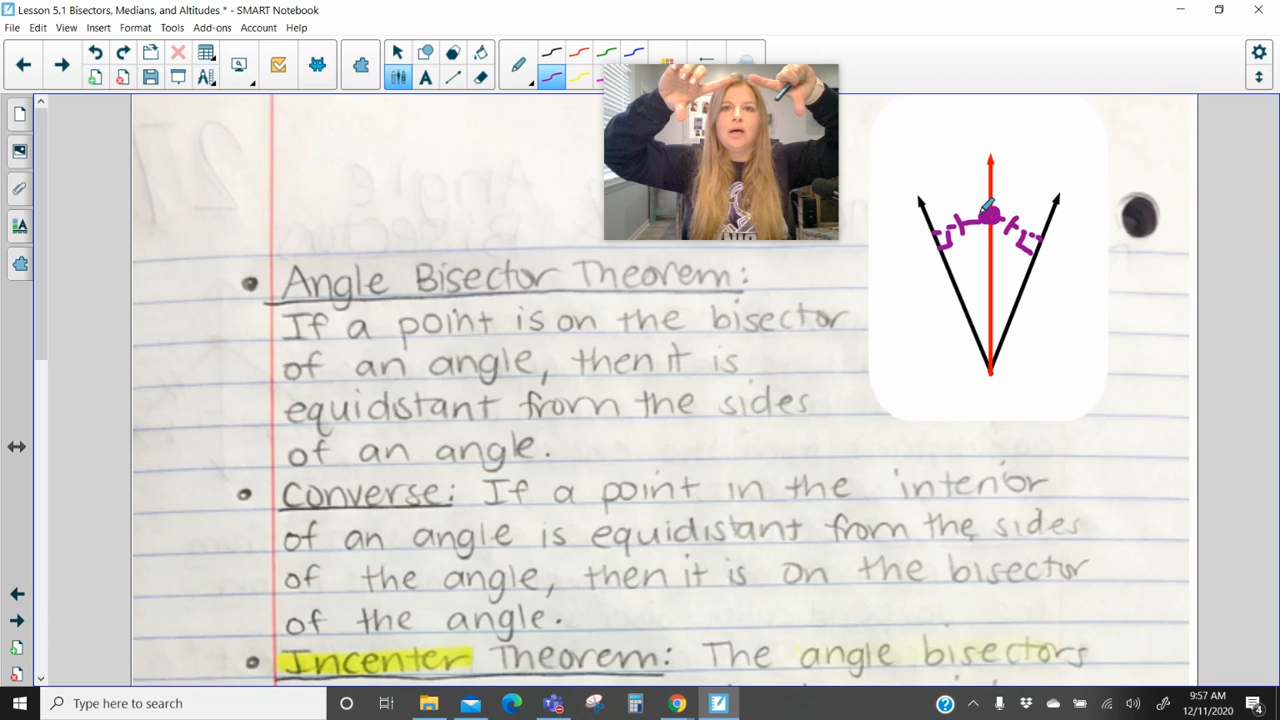 Lesson 5.1 Bisectors, Medians, and Altitudes * - SMART Notebook
File Edit View Insert Format Tools Add-ons Account Help
• Angle Bisector Theorem:
If a point is on the bisector
of an angle, then it is
equidistant from the sides
of an angle.
• Converse: If a point in the interior
of an angle is equidistant from the sides
of the angle, then it is on the bisector
of the angle.
• Incenter Theorem: The angle bisectors
Type here to search
9:57 AM
12/11/2020
4